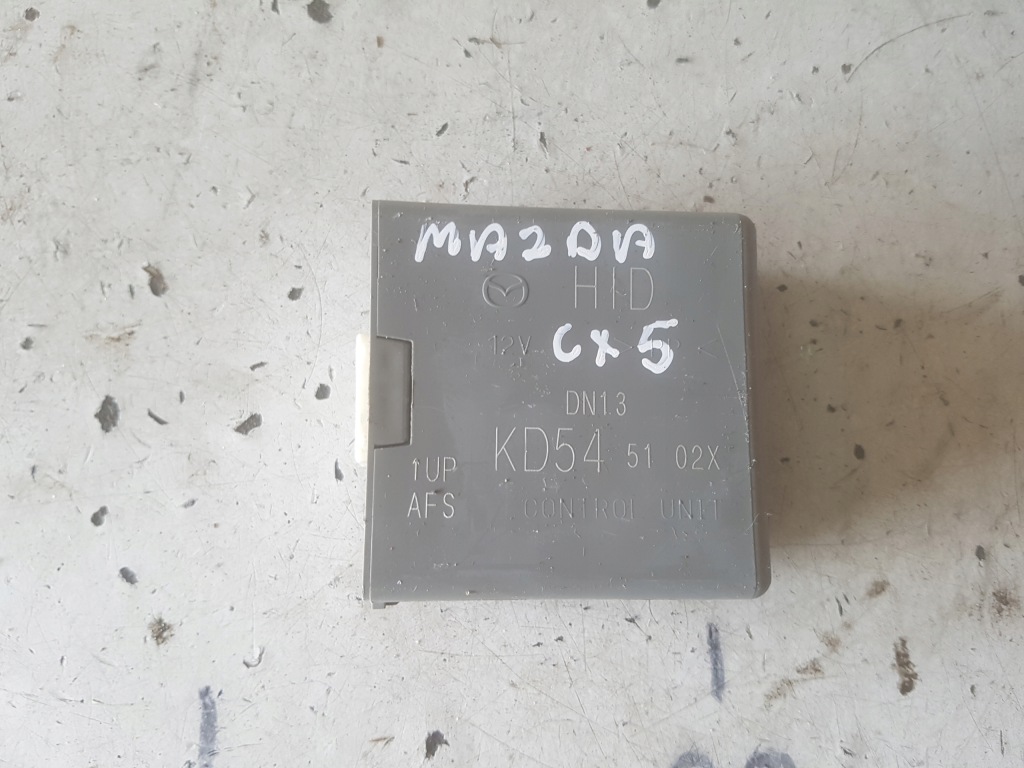 MAZDA
HID
12V CX5
DN1.3
KD54 51 02X
↑UP
AFS CONTROL UNIT